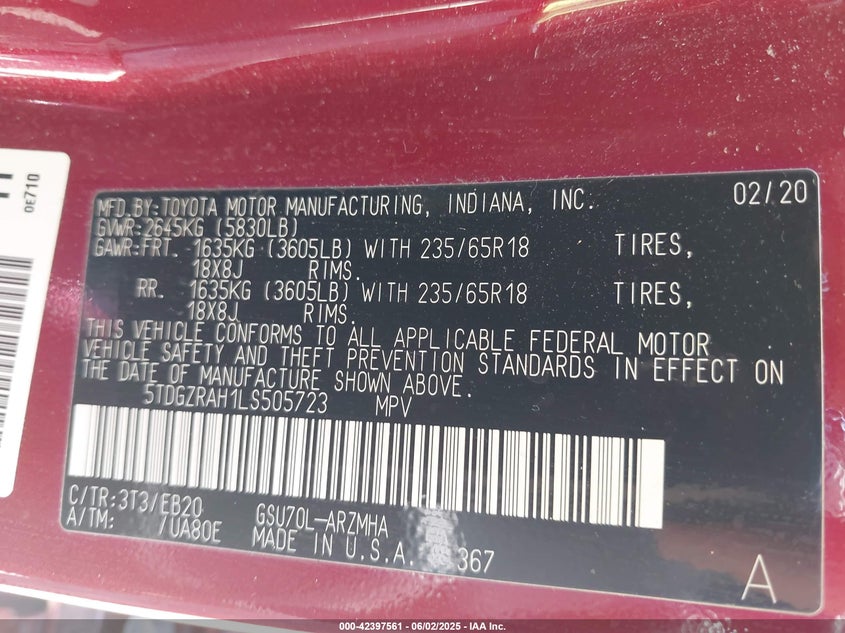 0E710
MFD.BY:TOYOTA MOTOR MANUFACTURING, INDIANA, INC. 02/20
GVWR:2645KG (5830LB)
GAWR:FRT. 1635KG (3605LB) WITH 235/65R18 TIRES,
18X8J RIMS.
RR. 1635KG (3605LB) WITH 235/65R18 TIRES,
18X8J RIMS.
THIS VEHICLE CONFORMS TO ALL APPLICABLE FEDERAL MOTOR
VEHICLE SAFETY AND THEFT PREVENTION STANDARDS IN EFFECT ON
THE DATE OF MANUFACTURE SHOWN ABOVE.
5TDGZRAH1LS505723 MPV
C/TR:3T3/EB20 GSU70L-ARZMHA
A/TM: /UA80E MADE IN U.S.A. 367
A
000-42397561 - 06/02/2025 - IAA Inc.